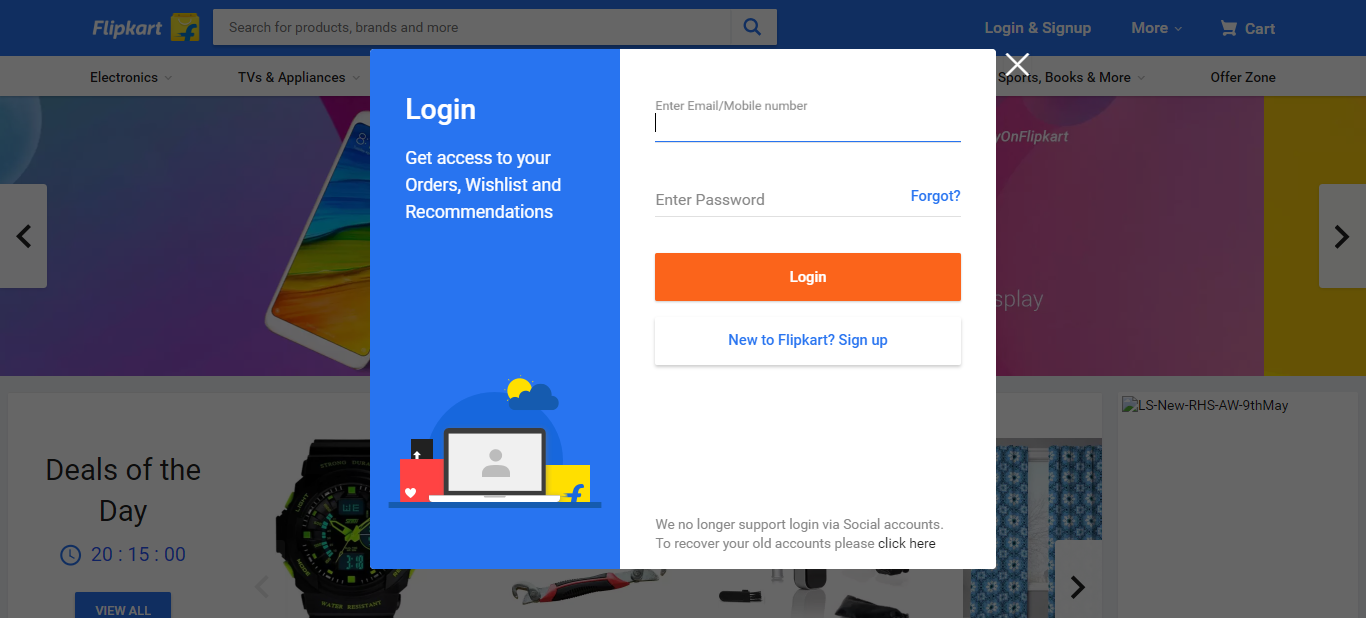 Flipkart
Search for products, brands and more
Login & Signup
More
Cart
Electronics
TVs & Appliances
Sports, Books & More
Offer Zone
Login
Get access to your
Orders, Wishlist and
Recommendations
Enter Email/Mobile number
Enter Password
Forgot?
Login
New to Flipkart? Sign up
We no longer support login via Social accounts.
To recover your old accounts please click here
yOnFlipkart
splay
Deals of the
Day
20 : 15 : 00
VIEW ALL
LS-New-RHS-AW-9thMay
WATER RESISTANT